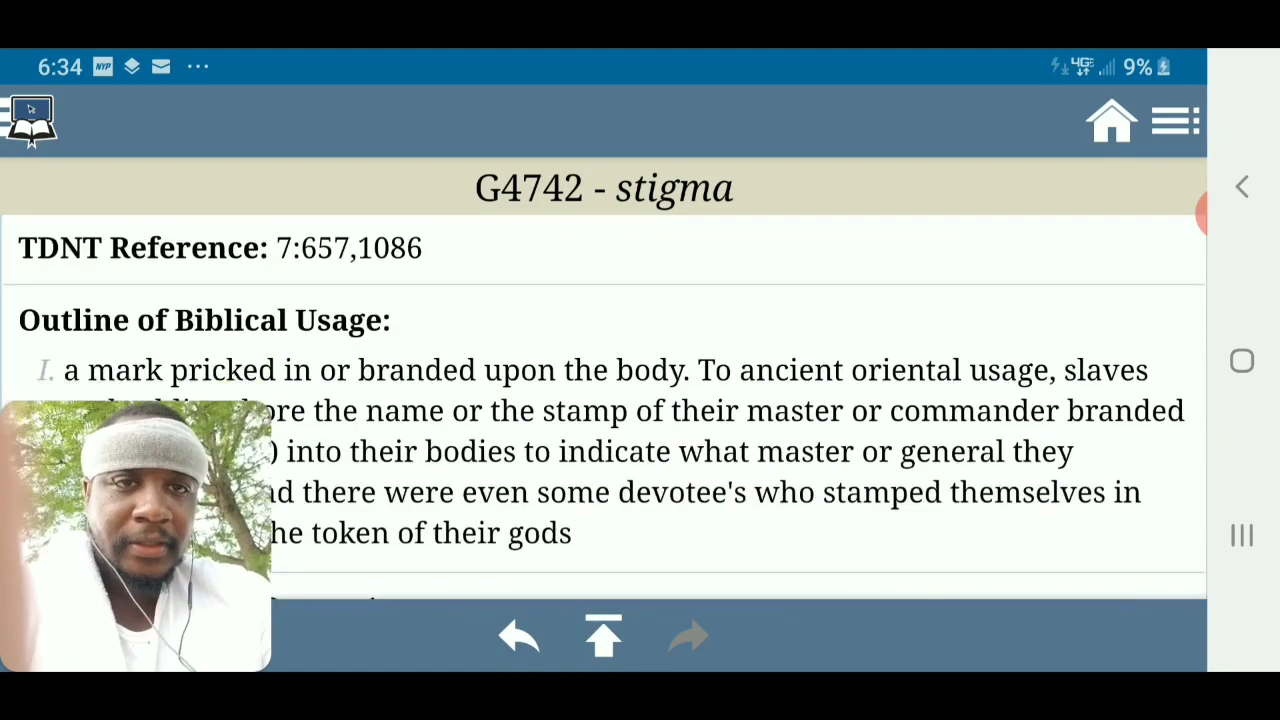 6:34 NYP ... 4GE 9%
G4742 - stigma
TDNT Reference: 7:657,1086
Outline of Biblical Usage:
I. a mark pricked in or branded upon the body. To ancient oriental usage, slaves
the name or the stamp of their master or commander branded
) into their bodies to indicate what master or general they
there were even some devotee's who stamped themselves in
token of their gods